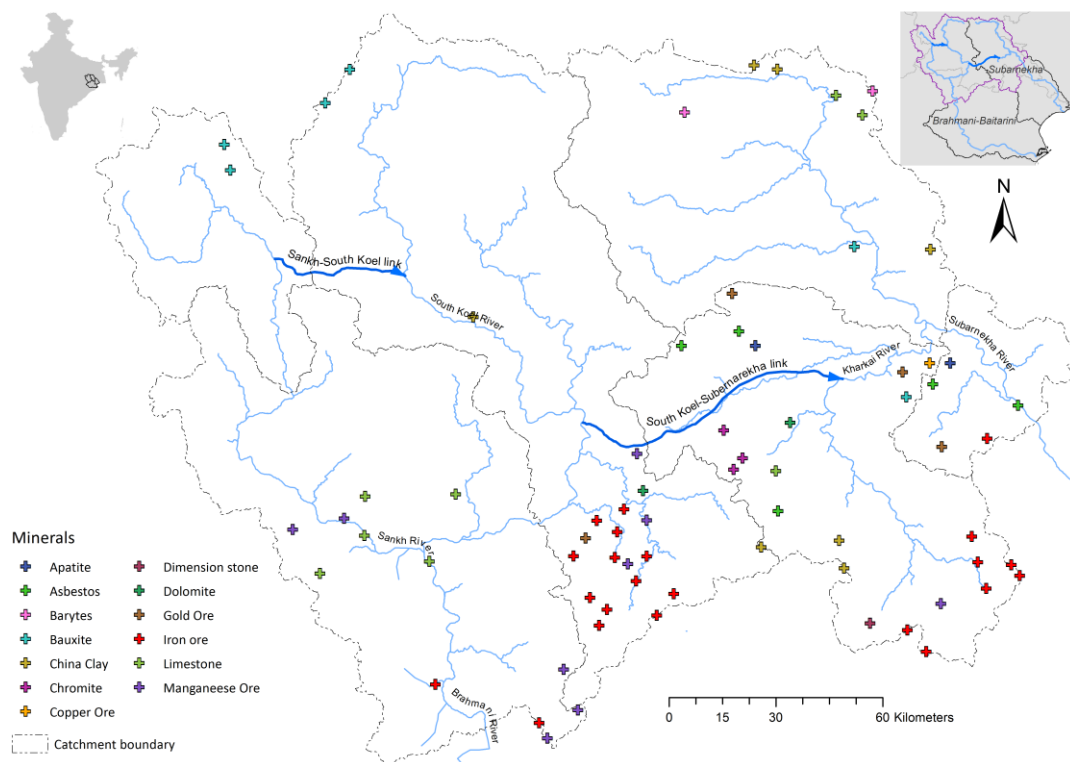 Subarnekha
Brahmani-Baitarini
N
Sankh-South Koel link
South Koel River
Subarnekha River
Kharkai River
South Koel-Subernarekha link
Sankh River
Brahmani River
Minerals
Apatite
Asbestos
Barytes
Bauxite
China Clay
Chromite
Copper Ore
Dimension stone
Dolomite
Gold Ore
Iron ore
Limestone
Manganeese Ore
Catchment boundary
0 15 30 60 Kilometers